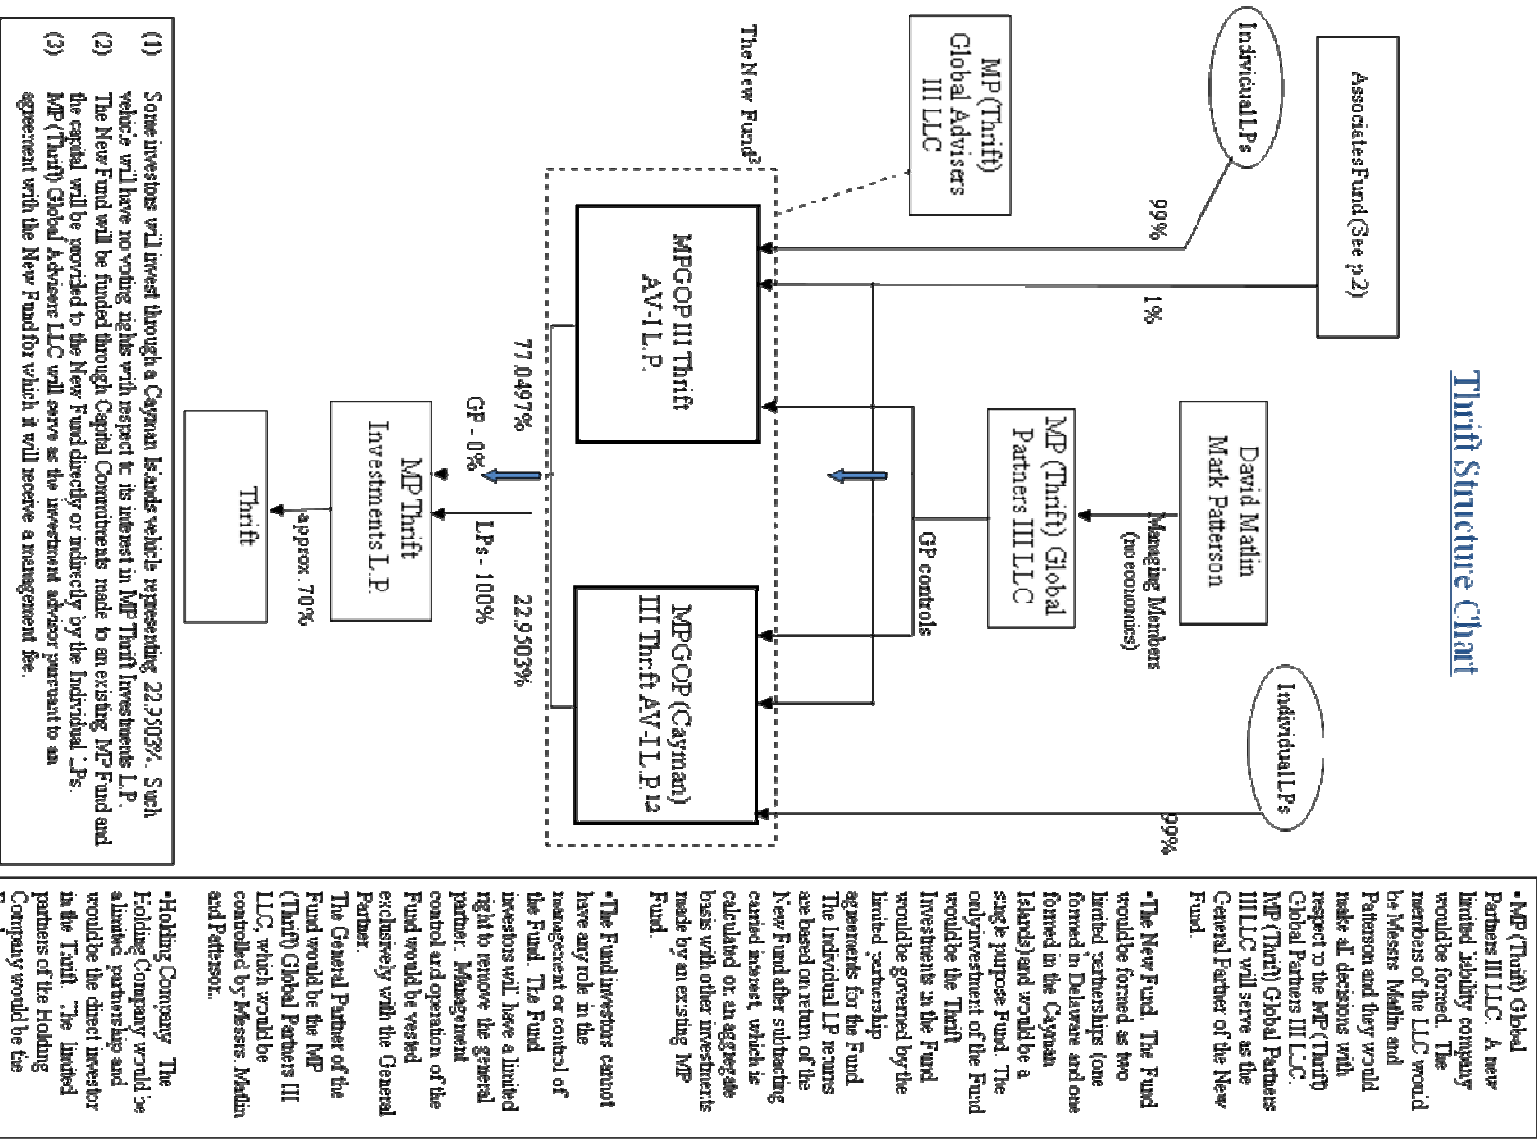 Thrift Structure Chart
Associates Fund (See p.2)
Individual LPs
David Matlin
Mark Patterson
Individual LPs
Managing Members
(no economics)
99%
1%
99%
MP (Thrift)
Global Advisers
III LLC
MP (Thrift) Global
Partners III LLC
GP controls
The New Fund³
MPGOP III Thrift
AV-I L.P.
MPGOP (Cayman)
III Thrift AV-I L.P. 1,2
77.0497%
22.9503%
GP - 0%
LPs - 100%
MP Thrift
Investments L.P.
approx. 70%
Thrift
(1) Some investors will invest through a Cayman Islands vehicle representing 22.9503%. Such
vehicle will have no voting rights with respect to its interest in MP Thrift Investments L.P.
(2) The New Fund will be funded through Capital Commitments made to an existing MP Fund and
the capital will be provided to the New Fund directly or indirectly by the Individual LPs.
(3) MP (Thrift) Global Advisers LLC will serve as the investment advisor pursuant to an
agreement with the New Fund for which it will receive a management fee.
▪MP (Thrift) Global
Partners III LLC. A new
limited liability company
would be formed. The
members of the LLC would
be Messrs Matlin and
Patterson and they would
make all decisions with
respect to the MP (Thrift)
Global Partners III LLC.
MP (Thrift) Global Partners
III LLC will serve as the
General Partner of the New
Fund.
▪The New Fund. The Fund
would be formed as two
limited partnerships (one
formed in Delaware and one
formed in the Cayman
Islands) and would be a
single purpose Fund. The
only investment of the Fund
would be the Thrift
Investments in the Fund
would be governed by the
limited partnership
agreements for the Fund
The Individual LP returns
are based on return of the
New Fund after subtracting
carried interest, which is
calculated on an aggregate
basis with other investments
made by an existing MP
Fund.
▪The Fund investors cannot
have any role in the
management or control of
the Fund. The Fund
investors will have a limited
right to remove the general
partner. Management
control and operation of the
Fund would be vested
exclusively with the General
Partner.
The General Partner of the
Fund would be the MP
(Thrift) Global Partners III
LLC, which would be
controlled by Messrs. Matlin
and Patterson.
▪Holding Company The
Holding Company would be
a limited partnership and
would be the direct investor
in the Thrift. The limited
partners of the Holding
Company would be the